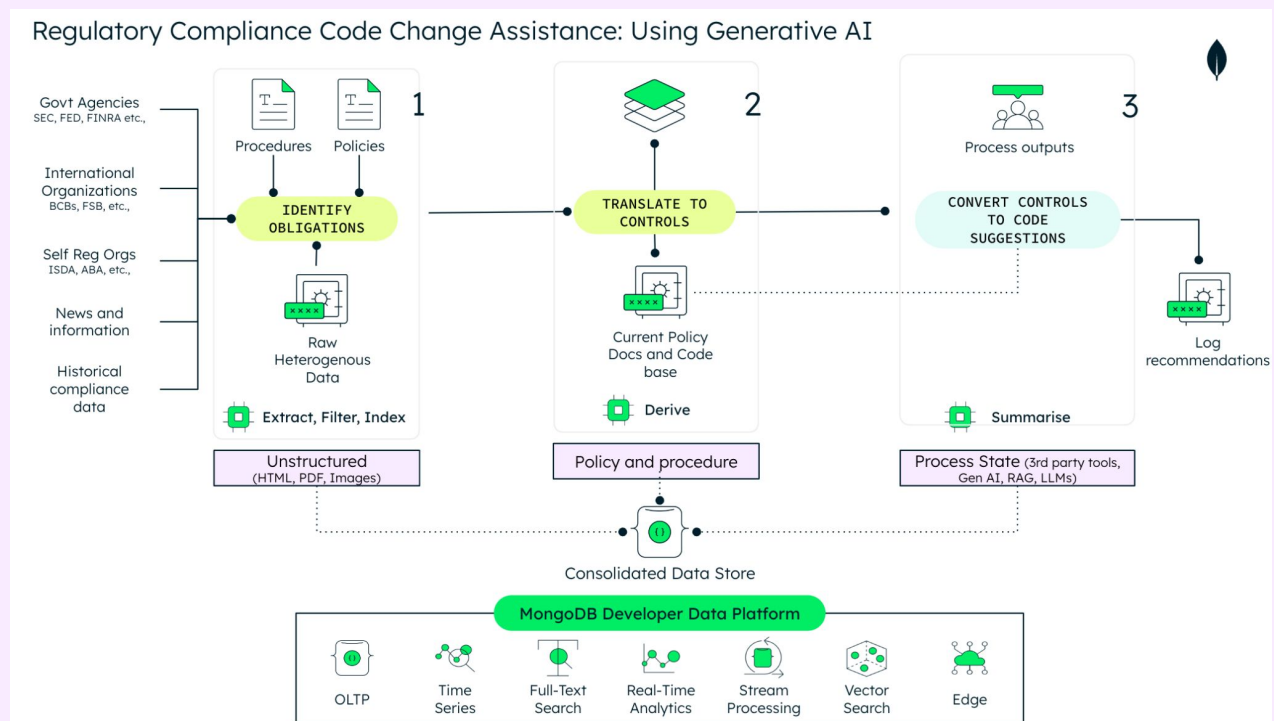 Regulatory Compliance Code Change Assistance: Using Generative AI
Govt Agencies
SEC, FED, FINRA etc.,
International
Organizations
BCBs, FSB, etc.,
Self Reg Orgs
ISDA, ABA, etc.,
News and
information
Historical
compliance
data
1
Procedures
Policies
IDENTIFY
OBLIGATIONS
××××
Raw
Heterogenous
Data
Extract, Filter, Index
Unstructured
(HTML, PDF, Images)
2
TRANSLATE TO
CONTROLS
××××
Current Policy
Docs and Code
base
Derive
Policy and procedure
3
Process outputs
CONVERT CONTROLS
TO CODE
SUGGESTIONS
Summarise
Process State (3rd party tools,
Gen AI, RAG, LLMs)
××××
Log
recommendations
{}
Consolidated Data Store
MongoDB Developer Data Platform
{}
OLTP
Time
Series
Full-Text
Search
Real-Time
Analytics
Stream
Processing
Vector
Search
Edge